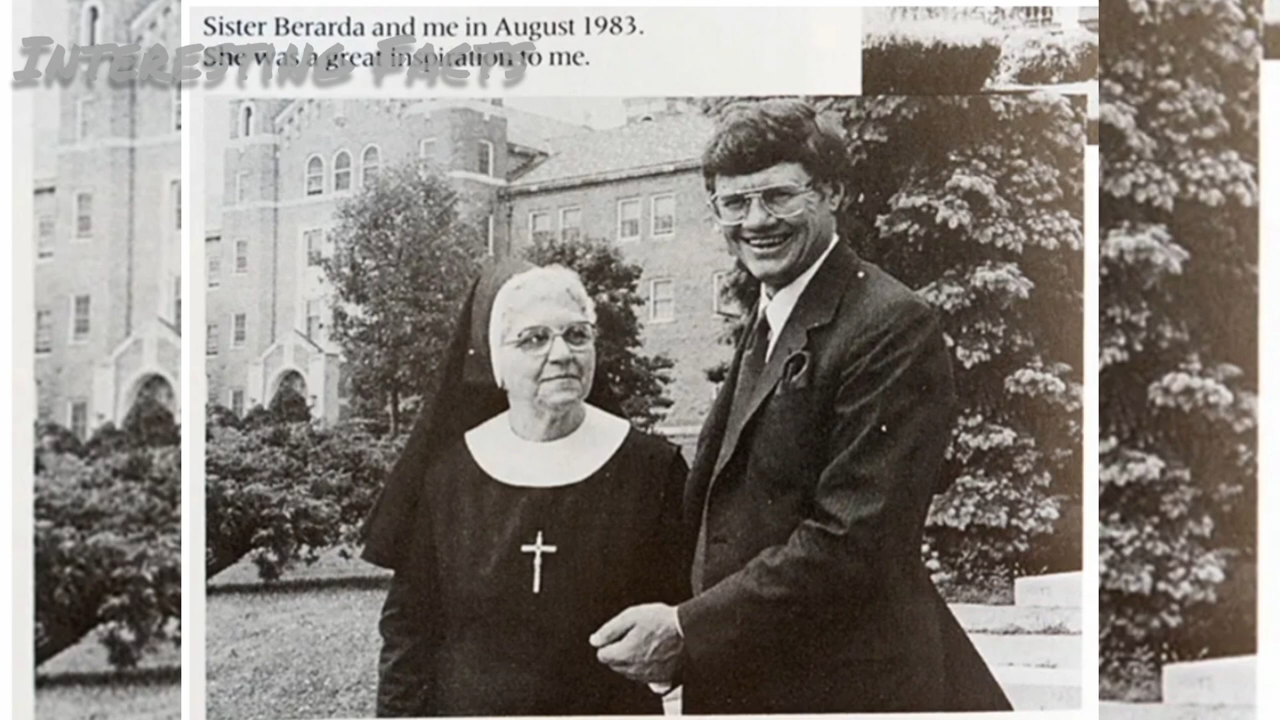 Sister Berarda and me in August 1983.
She was a great inspiration to me.
Interesting Facts